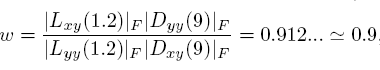 w = \frac{|L_{xy}(1.2)|_F |D_{yy}(9)|_F}{|L_{yy}(1.2)|_F |D_{xy}(9)|_F} = 0.912... \simeq 0.9,